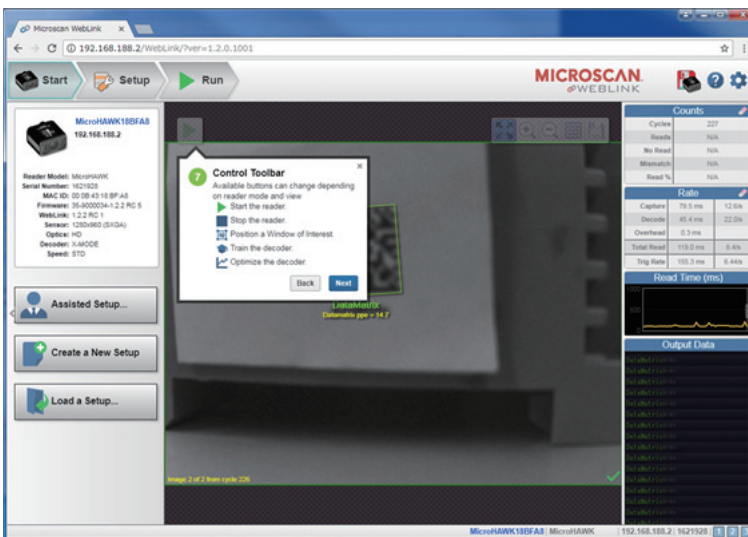 Microscan WebLink
192.168.188.2/WebLink/?ver=1.2.0.1001
Start
Setup
Run
MICROSCAN.
WEBLINK
MicroHAWK18BFA8
192.168.188.2
Reader Model: MicroHAWK
Serial Number: 1621928
MAC ID: 00:0B:43:18:BF:A8
Firmware: 35-9000034-1.2.2 RC 5
WebLink: 1.2.2 RC 1
Sensor: 1280x960 (SXGA)
Optics: HD
Decoder: X-MODE
Speed: STD
Assisted Setup...
Create a New Setup
Load a Setup...
7
Control Toolbar
Available buttons can change depending
on reader mode and view
Start the reader.
Stop the reader.
Position a Window of Interest.
Train the decoder.
Optimize the decoder.
Back
Next
DataMatrix
Datamatrix ppe = 14.7
Image 2 of 2 from cycle 226
Counts
Cycles 227
Reads N/A
No Read N/A
Mismatch N/A
Read % N/A
Rate
Capture 79.5 ms 12.6/s
Decode 45.4 ms 22.0/s
Overhead 0.3 ms
Total Read 119.0 ms 8.4/s
Trig Rate 155.3 ms 6.44/s
Read Time (ms)
1000
500
Output Data
MicroHAWK18BFA8 MicroHAWK 192.168.188.2 1621928 1 2